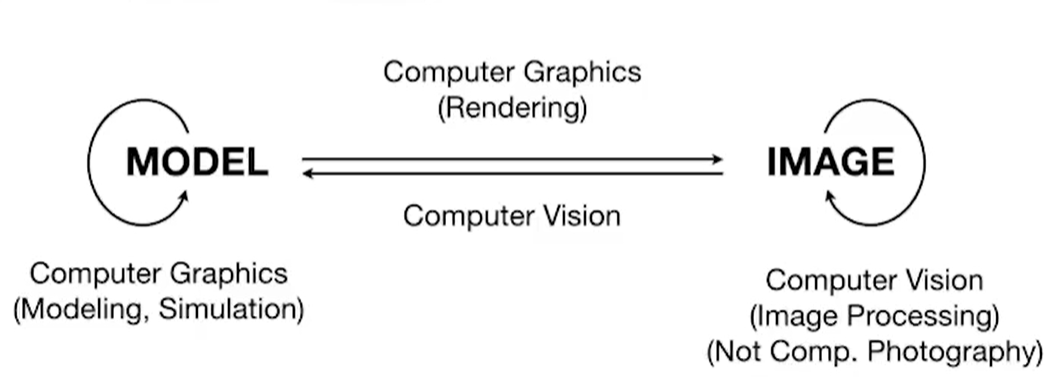 Computer Graphics
(Rendering)
MODEL
IMAGE
Computer Vision
Computer Graphics
(Modeling, Simulation)
Computer Vision
(Image Processing)
(Not Comp. Photography)